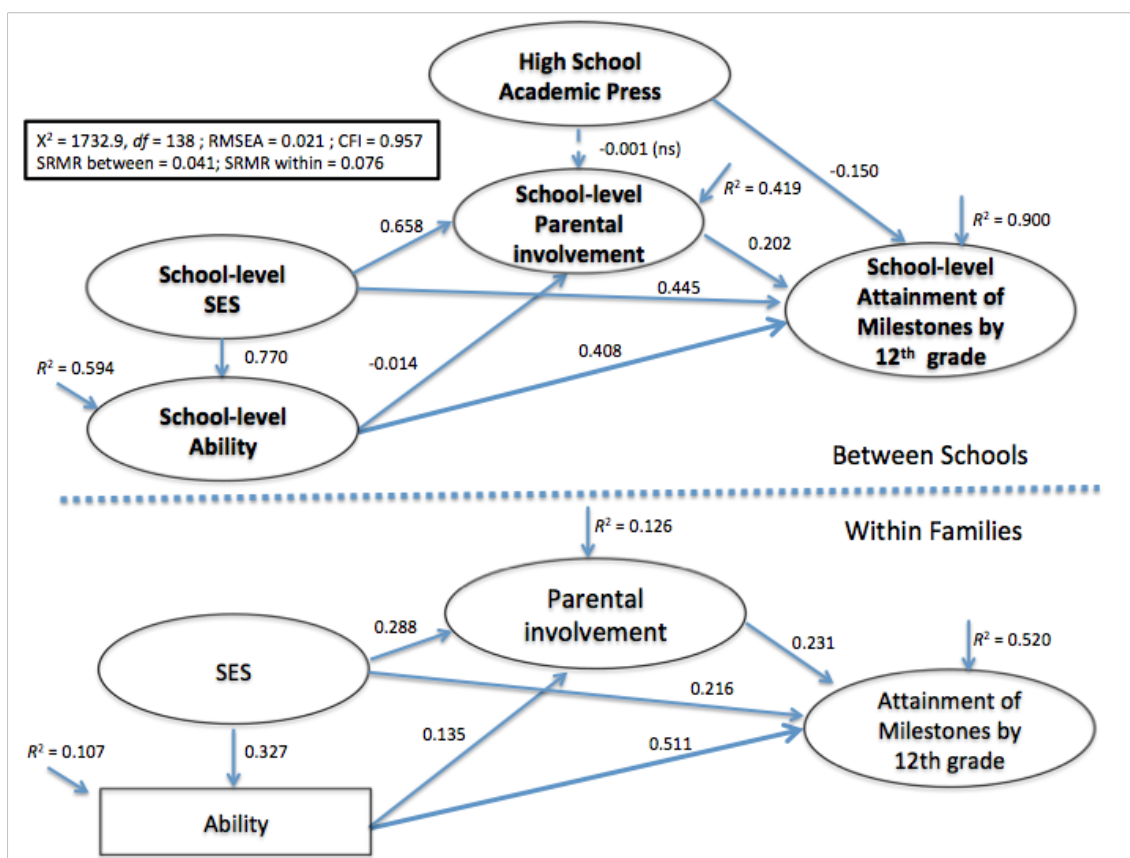 High School
Academic Press
X² = 1732.9, df = 138 ; RMSEA = 0.021 ; CFI = 0.957
SRMR between = 0.041; SRMR within = 0.076
-0.001 (ns)
-0.150
R² = 0.419
School-level
Parental
involvement
R² = 0.900
0.658
0.202
School-level
SES
0.445
School-level
Attainment of
Milestones by
12th grade
0.770
-0.014
0.408
R² = 0.594
School-level
Ability
Between Schools
Within Families
R² = 0.126
Parental
involvement
0.288
0.231
R² = 0.520
SES
0.216
Attainment of
Milestones by
12th grade
R² = 0.107
0.327
0.135
0.511
Ability